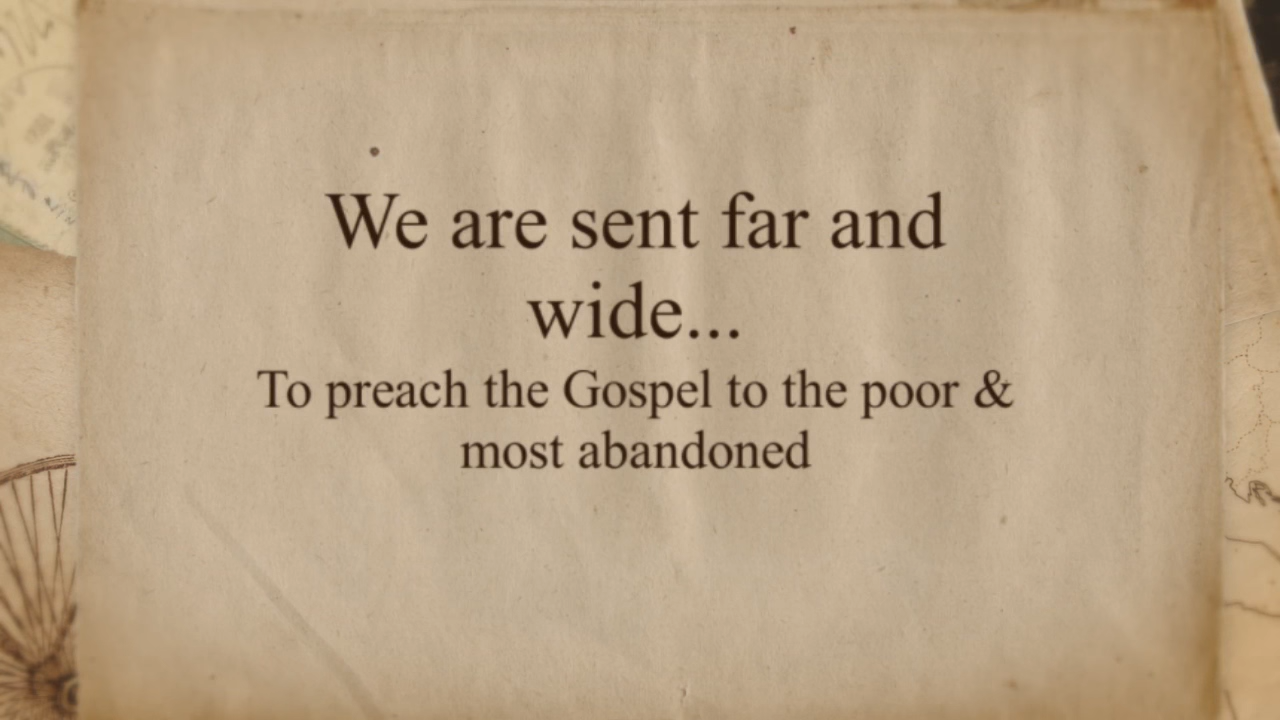 We are sent far and
wide...
To preach the Gospel to the poor &
most abandoned